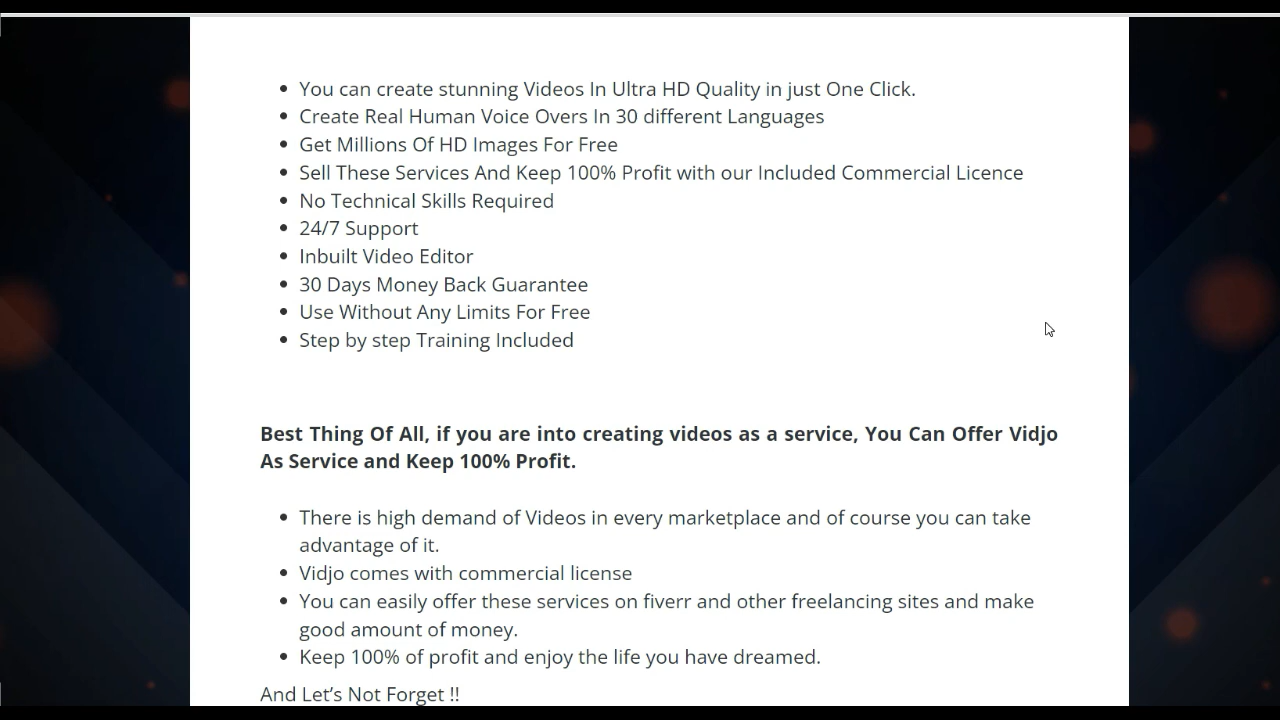 You can create stunning Videos In Ultra HD Quality in just One Click.
Create Real Human Voice Overs In 30 different Languages
Get Millions Of HD Images For Free
Sell These Services And Keep 100% Profit with our Included Commercial Licence
No Technical Skills Required
24/7 Support
Inbuilt Video Editor
30 Days Money Back Guarantee
Use Without Any Limits For Free
Step by step Training Included
Best Thing Of All, if you are into creating videos as a service, You Can Offer Vidjo
As Service and Keep 100% Profit.
There is high demand of Videos in every marketplace and of course you can take
advantage of it.
Vidjo comes with commercial license
You can easily offer these services on fiverr and other freelancing sites and make
good amount of money.
Keep 100% of profit and enjoy the life you have dreamed.
And Let’s Not Forget !!